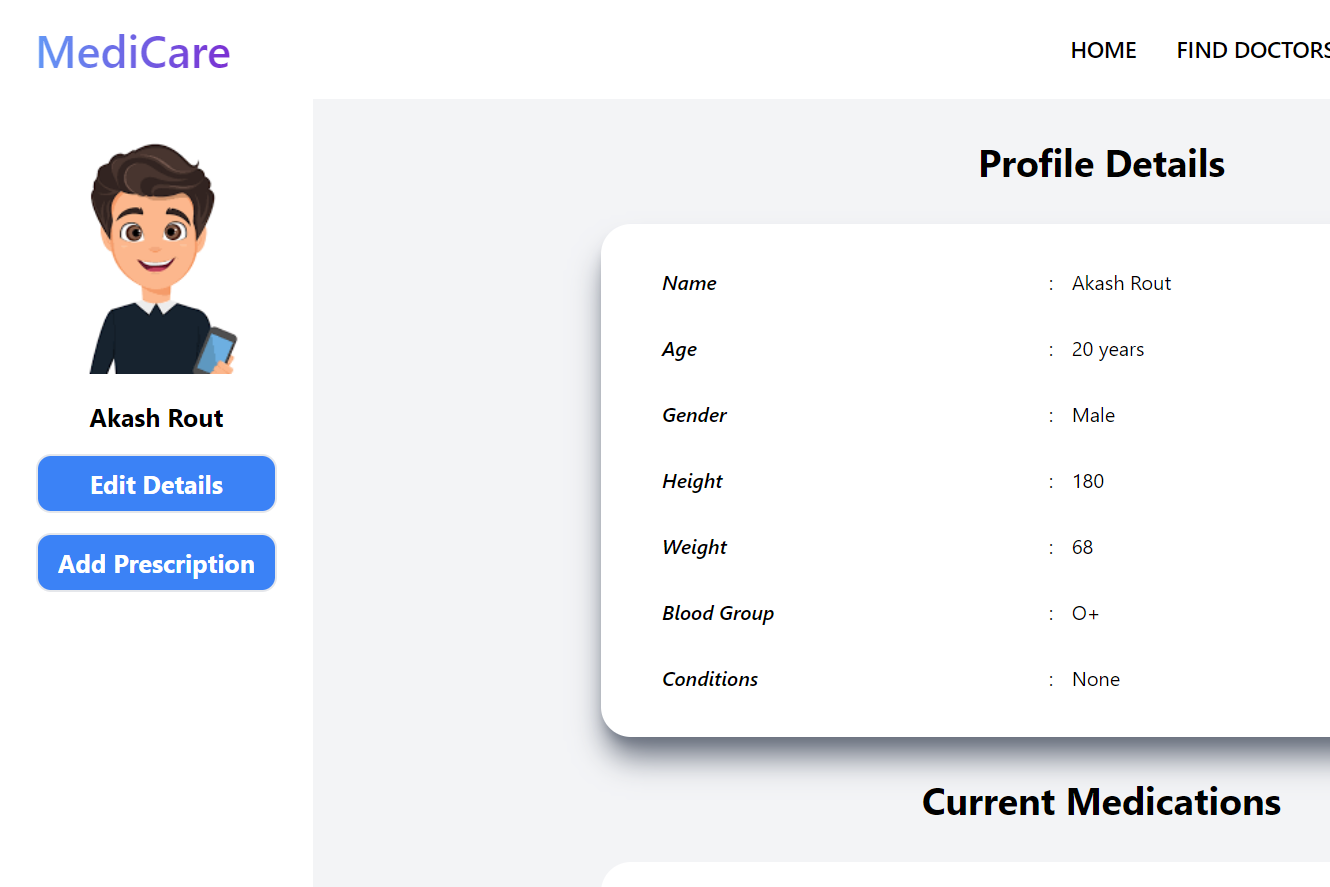 MediCare
HOME FIND DOCTORS
Akash Rout
Edit Details
Add Prescription
Profile Details
Name : Akash Rout
Age : 20 years
Gender : Male
Height : 180
Weight : 68
Blood Group : O+
Conditions : None
Current Medications